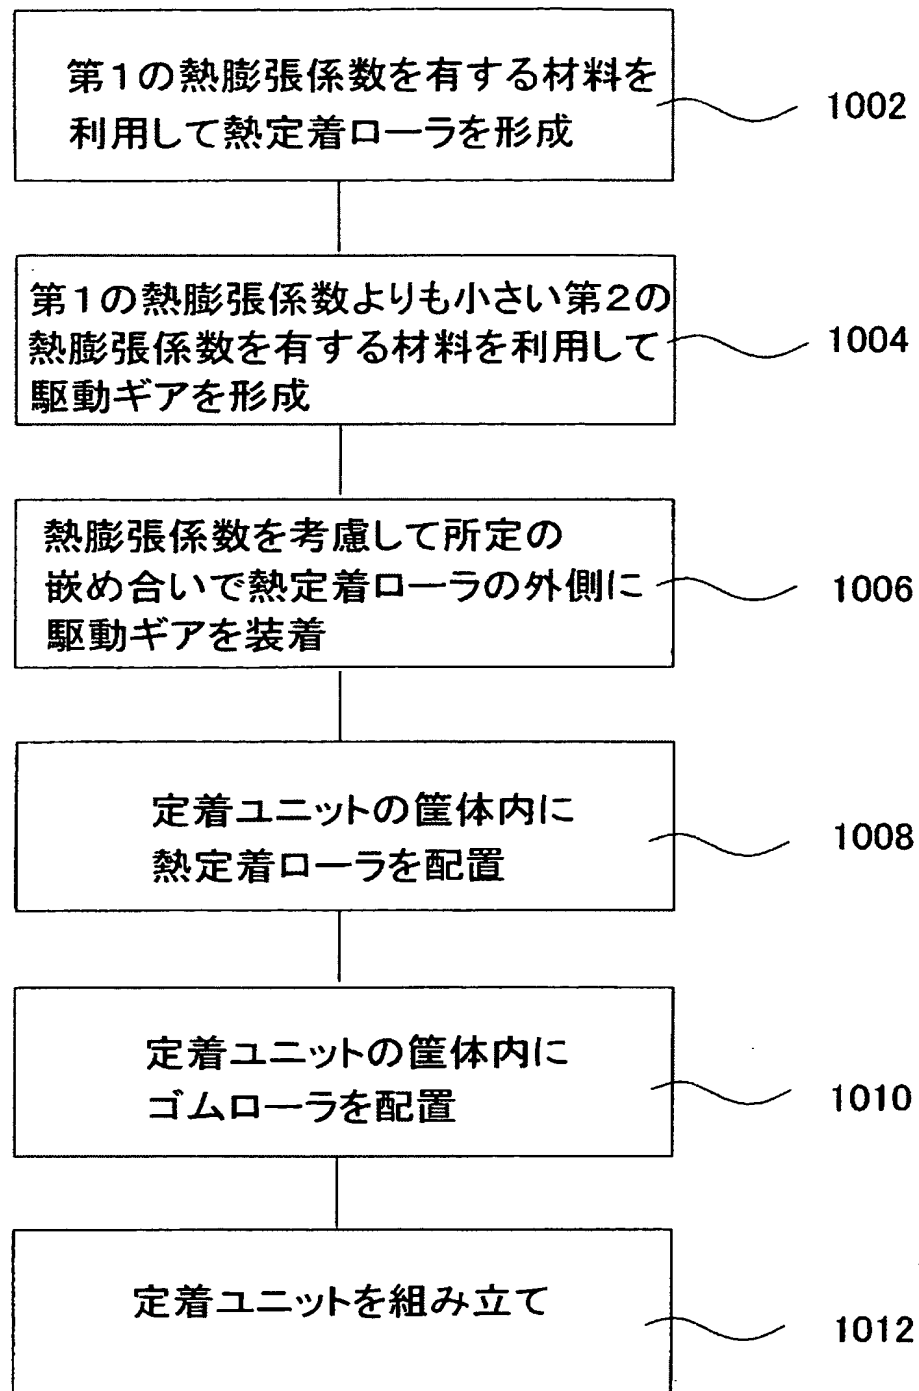 第１の熱膨張係数を有する材料を
利用して熱定着ローラを形成
1002
第１の熱膨張係数よりも小さい第２の
熱膨張係数を有する材料を利用して
駆動ギアを形成
1004
熱膨張係数を考慮して所定の
嵌め合いで熱定着ローラの外側に
駆動ギアを装着
1006
定着ユニットの筐体内に
熱定着ローラを配置
1008
定着ユニットの筐体内に
ゴムローラを配置
1010
定着ユニットを組み立て
1012